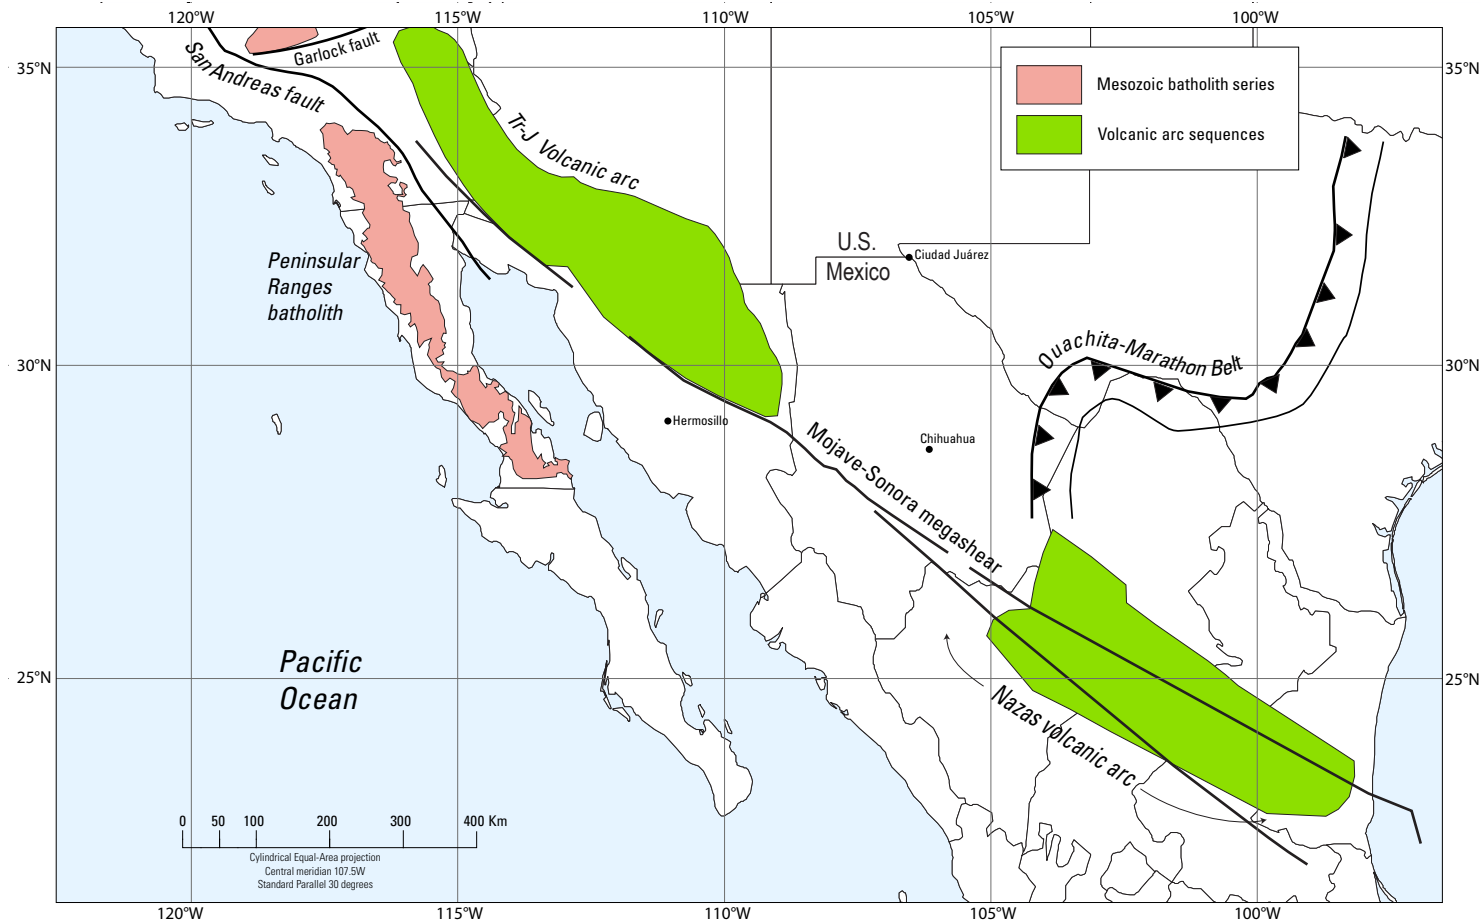 120°W 115°W 110°W 105°W 100°W
35°N 35°N
Garlock fault
San Andreas fault
Mesozoic batholith series
Volcanic arc sequences
Tr-J Volcanic arc
U.S.
Mexico
Ciudad Juárez
Peninsular
Ranges
batholith
30°N 30°N
Ouachita-Marathon Belt
Hermosillo
Chihuahua
Mojave-Sonora megashear
Pacific
Ocean
25°N 25°N
Nazas volcanic arc
0 50 100 200 300 400 Km
Cylindrical Equal-Area projection
Central meridian 107.5W
Standard Parallel 30 degrees
120°W 115°W 110°W 105°W 100°W